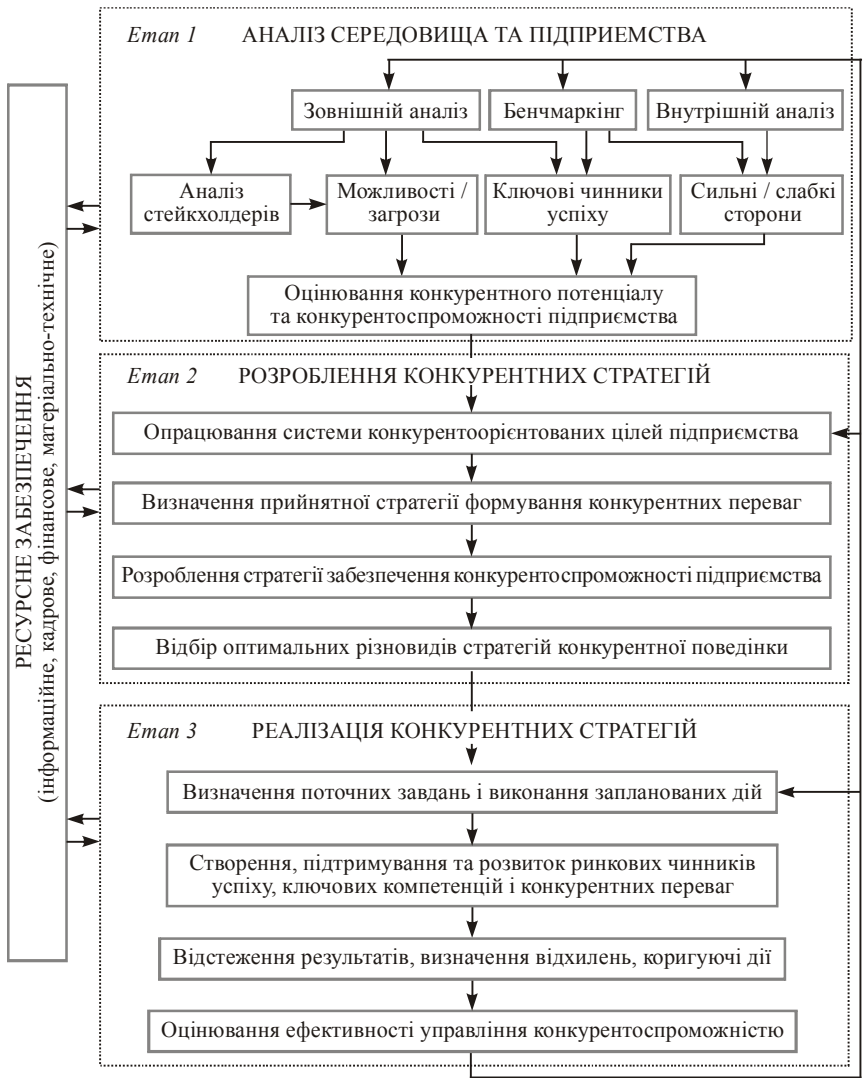 Етап 1 АНАЛІЗ СЕРЕДОВИЩА ТА ПІДПРИЄМСТВА
Зовнішній аналіз
Бенчмаркінг
Внутрішній аналіз
Аналіз
стейкхолдерів
Можливості /
загрози
Ключові чинники
успіху
Сильні / слабкі
сторони
Оцінювання конкурентного потенціалу
та конкурентоспроможності підприємства
Етап 2 РОЗРОБЛЕННЯ КОНКУРЕНТНИХ СТРАТЕГІЙ
Опрацювання системи конкурентоорієнтованих цілей підприємства
Визначення прийнятної стратегії формування конкурентних переваг
Розроблення стратегії забезпечення конкурентоспроможності підприємства
Відбір оптимальних різновидів стратегій конкурентної поведінки
Етап 3 РЕАЛІЗАЦІЯ КОНКУРЕНТНИХ СТРАТЕГІЙ
Визначення поточних завдань і виконання запланованих дій
Створення, підтримування та розвиток ринкових чинників
успіху, ключових компетенцій і конкурентних переваг
Відстеження результатів, визначення відхилень, коригуючі дії
Оцінювання ефективності управління конкурентоспроможністю
РЕСУРСНЕ ЗАБЕЗПЕЧЕННЯ
(інформаційне, кадрове, фінансове, матеріально-технічне)